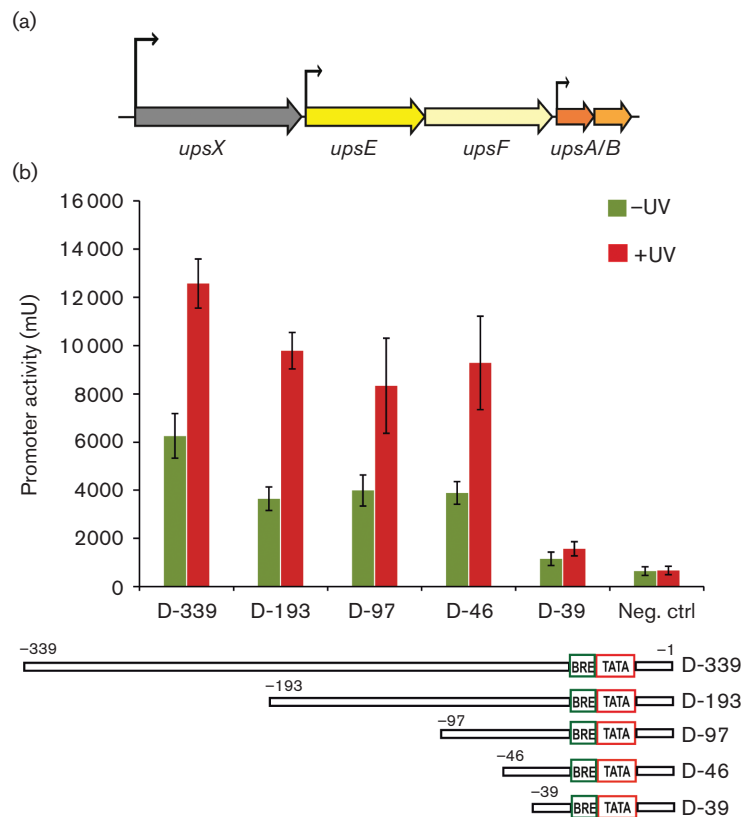 (a)
upsX upsE upsF upsA/B
(b)
Promoter activity (mU)
16 000
14 000
12 000
10 000
8000
6000
4000
2000
0
–UV
+UV
D-339 D-193 D-97 D-46 D-39 Neg. ctrl
–339 –1
BRE TATA D-339
–193
BRE TATA D-193
–97
BRE TATA D-97
–46
BRE TATA D-46
–39
BRE TATA D-39